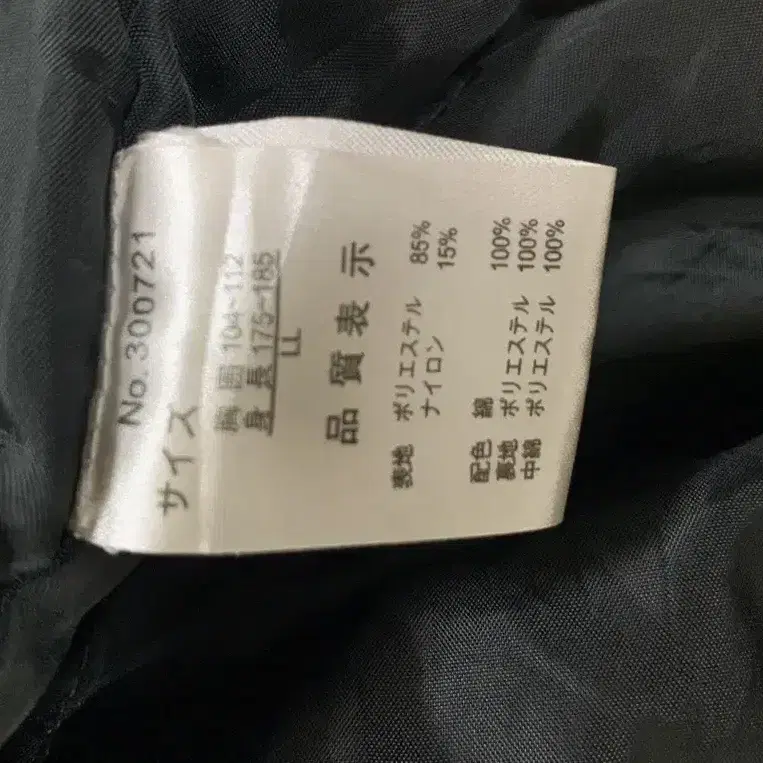 No. 300721
サイズ
胸囲 104~112
身長 175~185
LL
品質表示
表地 ポリエステル 85%
ナイロン 15%
配色 綿 100%
裏地 ポリエステル 100%
中綿 ポリエステル 100%